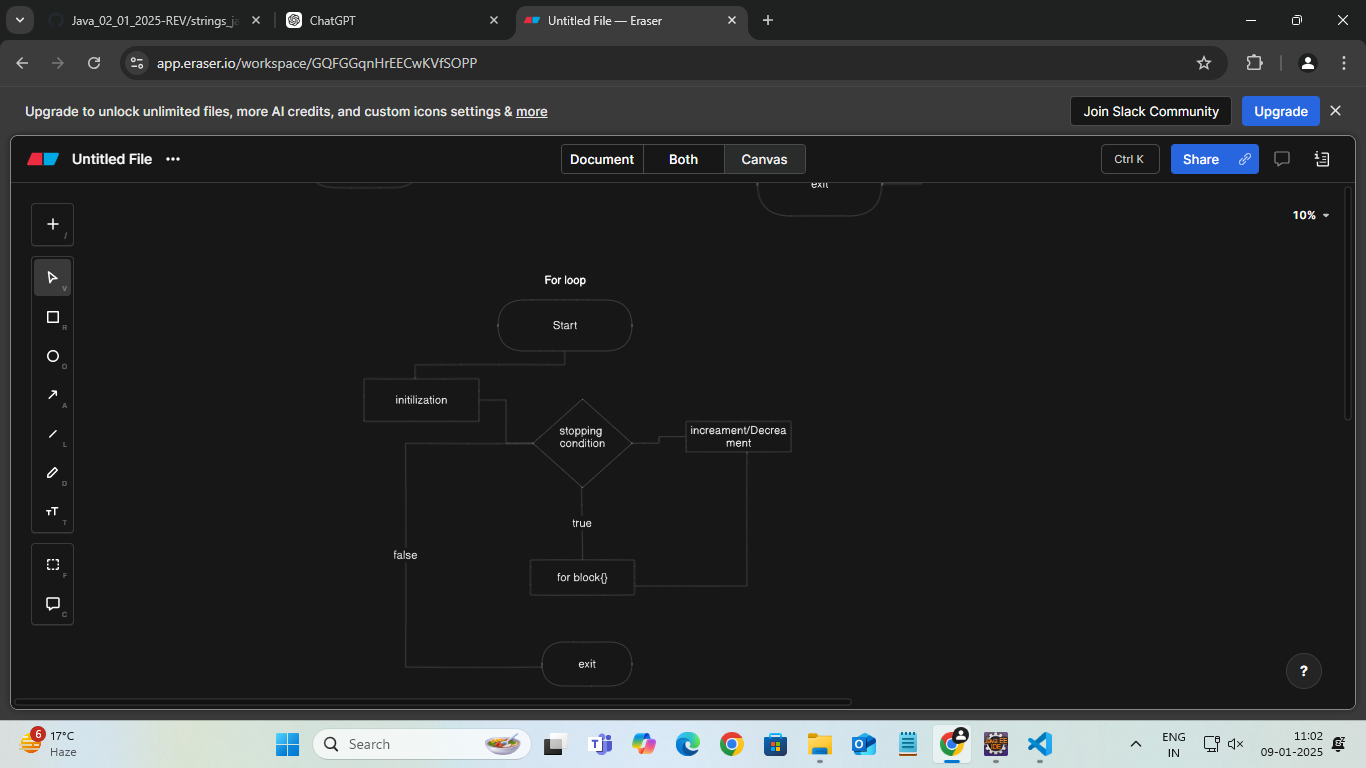 Java_02_01_2025-REV/strings_ja
ChatGPT
Untitled File — Eraser
app.eraser.io/workspace/GQFGGqnHrEECwKVfSOPP
Upgrade to unlock unlimited files, more AI credits, and custom icons settings & more
Join Slack Community
Upgrade
Untitled File
Document
Both
Canvas
Ctrl K
Share
exit
10%
/
V
R
O
A
L
D
T
F
C
For loop
Start
initilization
stopping
condition
increament/Decrea
ment
true
false
for block{}
exit
?
6
17°C
Haze
Search
ENG
IN
11:02
09-01-2025